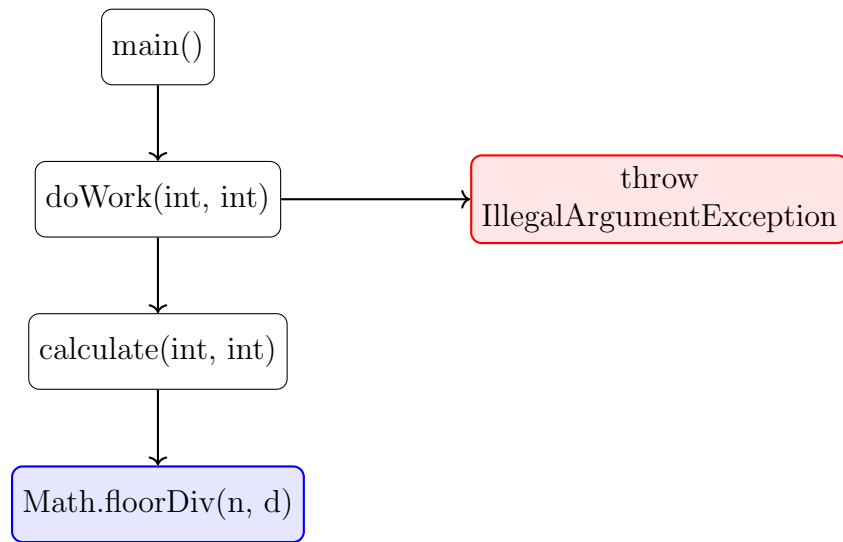 main()
doWork(int, int)
throw
IllegalArgumentException
calculate(int, int)
Math.floorDiv(n, d)